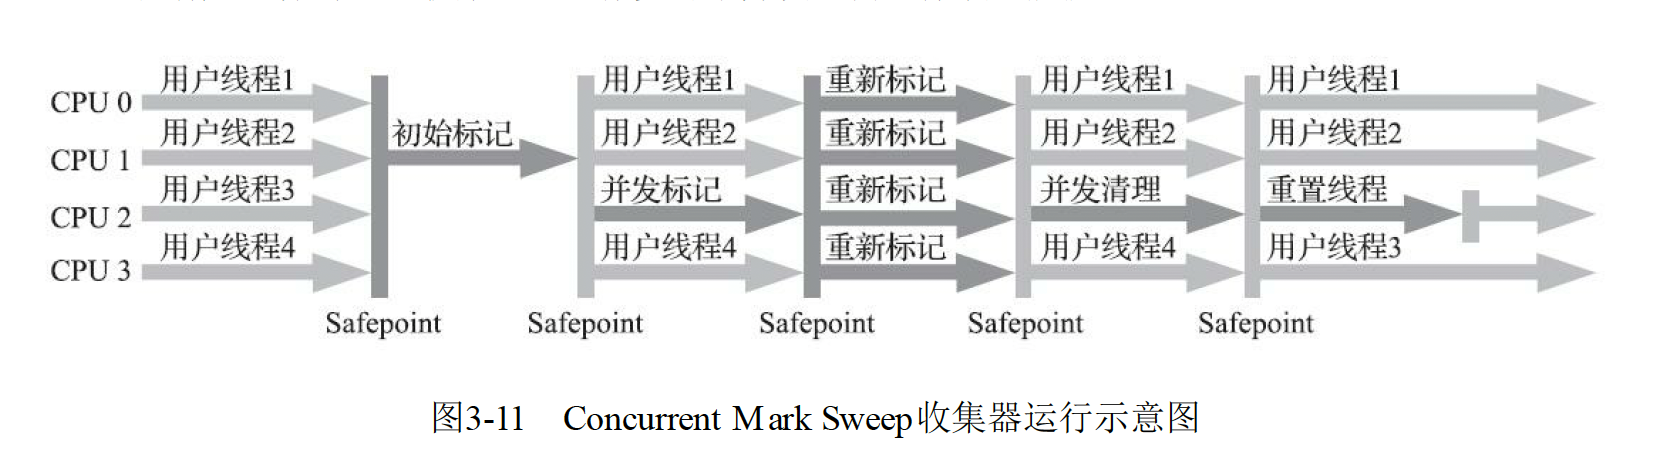 用户线程1 用户线程1 重新标记 用户线程1 用户线程1
CPU 0
用户线程2 初始标记 用户线程2 重新标记 用户线程2 用户线程2
CPU 1
用户线程3 并发标记 重新标记 并发清理 重置线程
CPU 2
用户线程4 用户线程4 重新标记 用户线程4 用户线程3
CPU 3
Safepoint Safepoint Safepoint Safepoint Safepoint
图3-11 Concurrent Mark Sweep收集器运行示意图